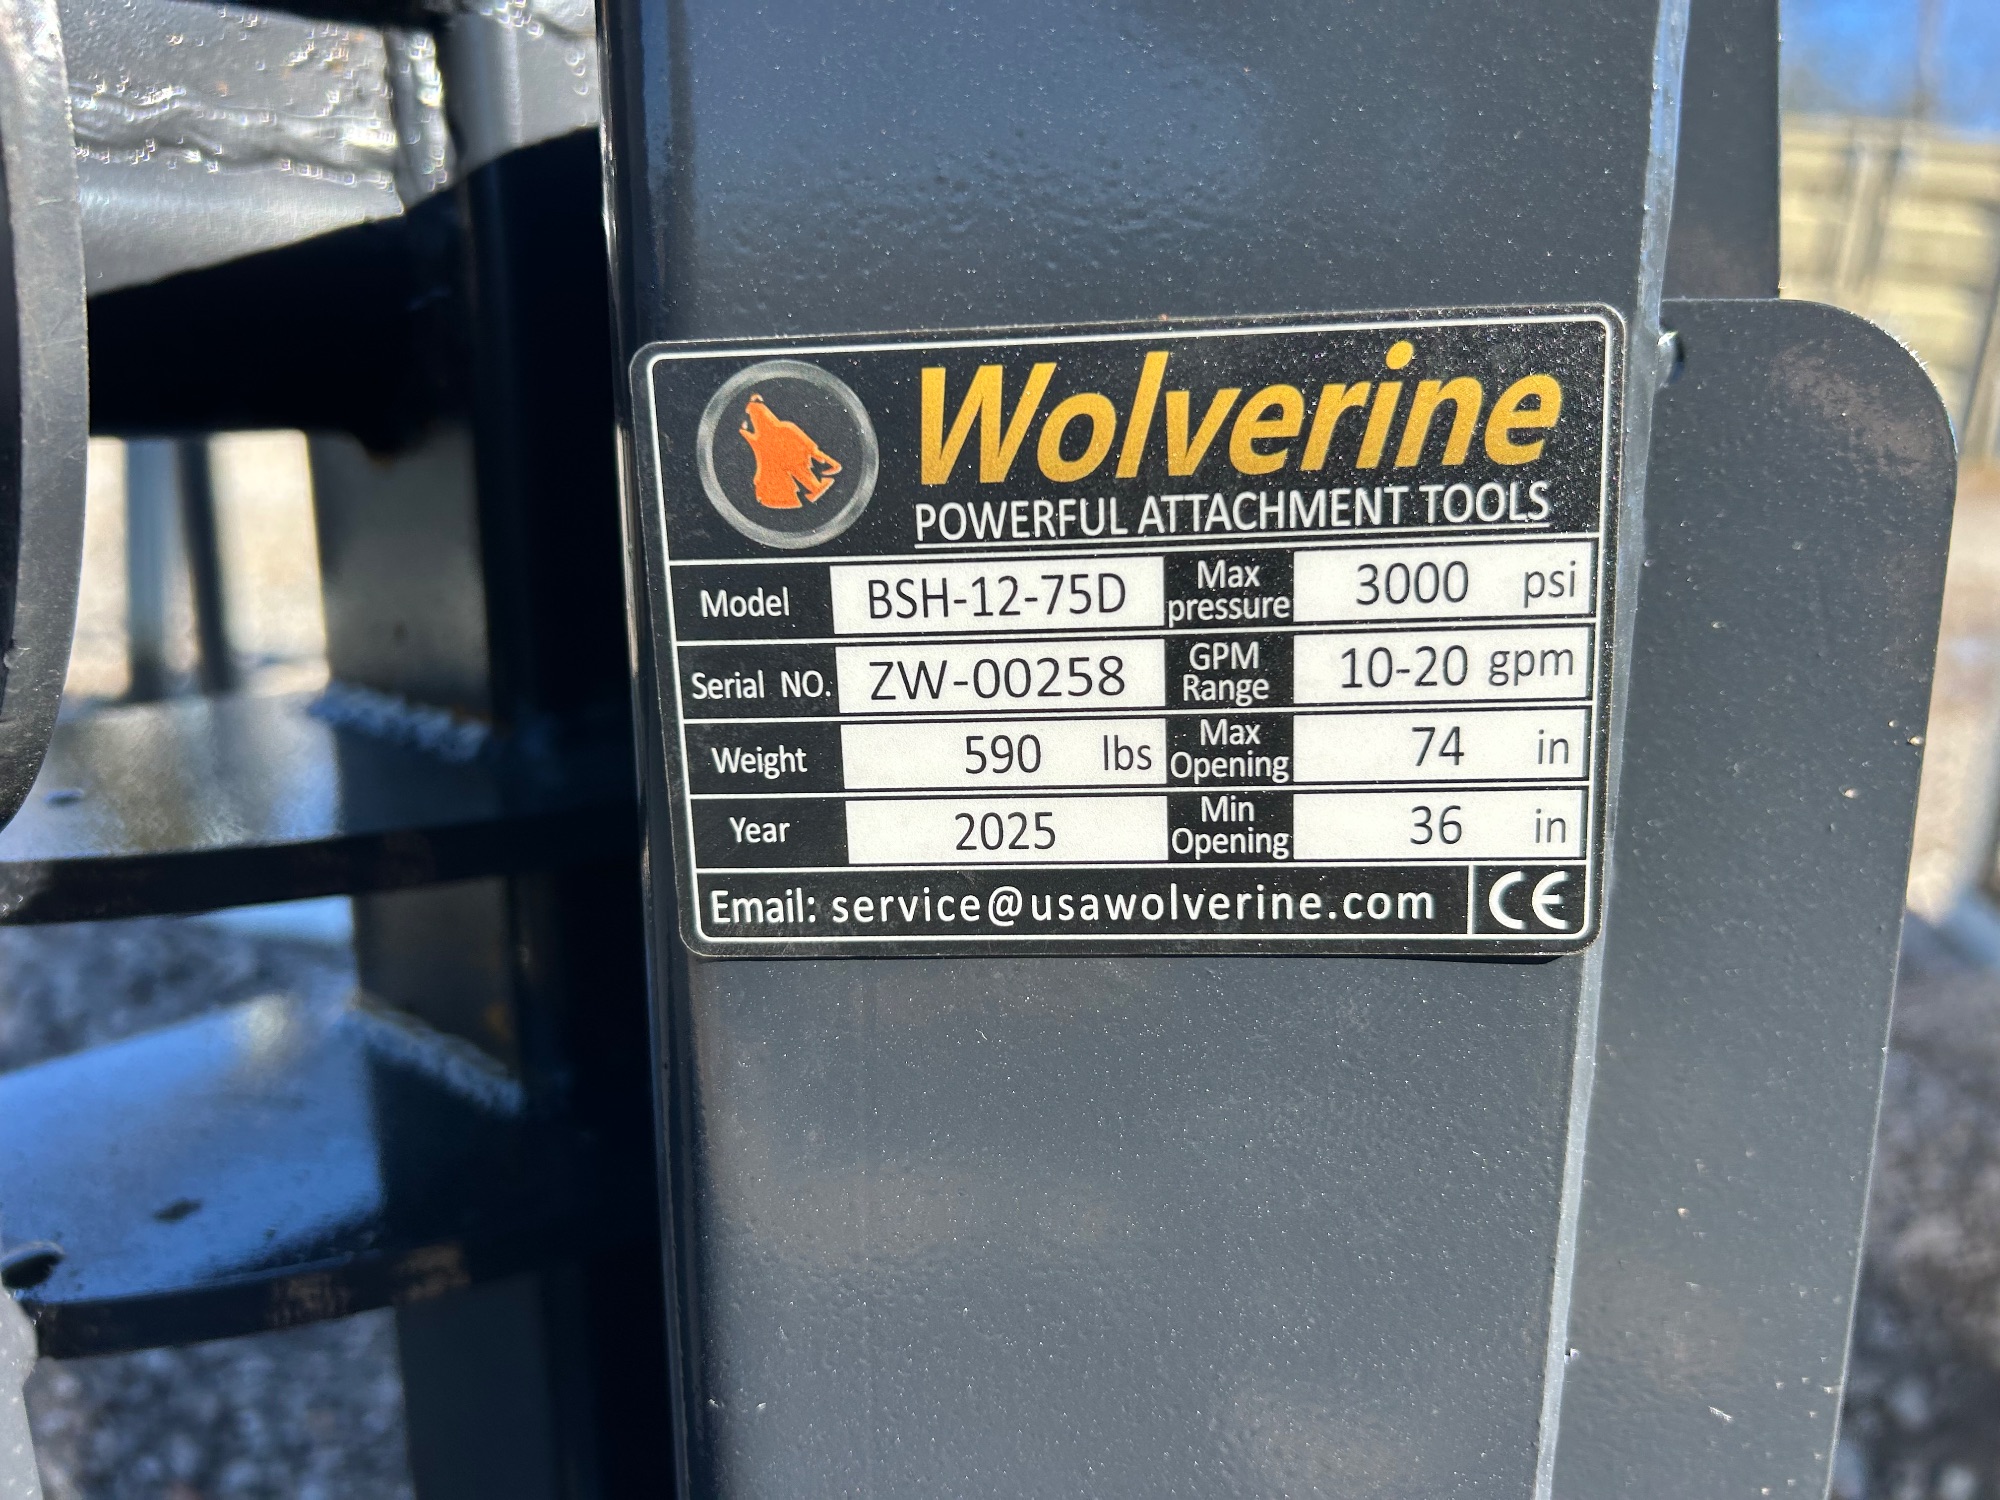 Wolverine
POWERFUL ATTACHMENT TOOLS
Model BSH-12-75D Max pressure 3000 psi
Serial NO. ZW-00258 GPM Range 10-20 gpm
Weight 590 lbs Max Opening 74 in
Year 2025 Min Opening 36 in
Email: service@usawolverine.com CE